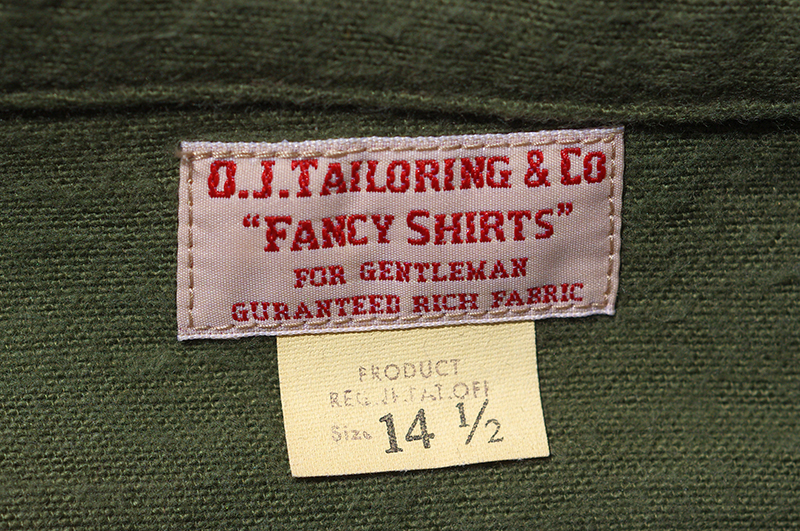 O.J.TAILORING & CO
"FANCY SHIRTS"
FOR GENTLEMAN
GURANTEED RICH FABRIC
PRODUCT
REG. PAT.OFF
Size 14 ½